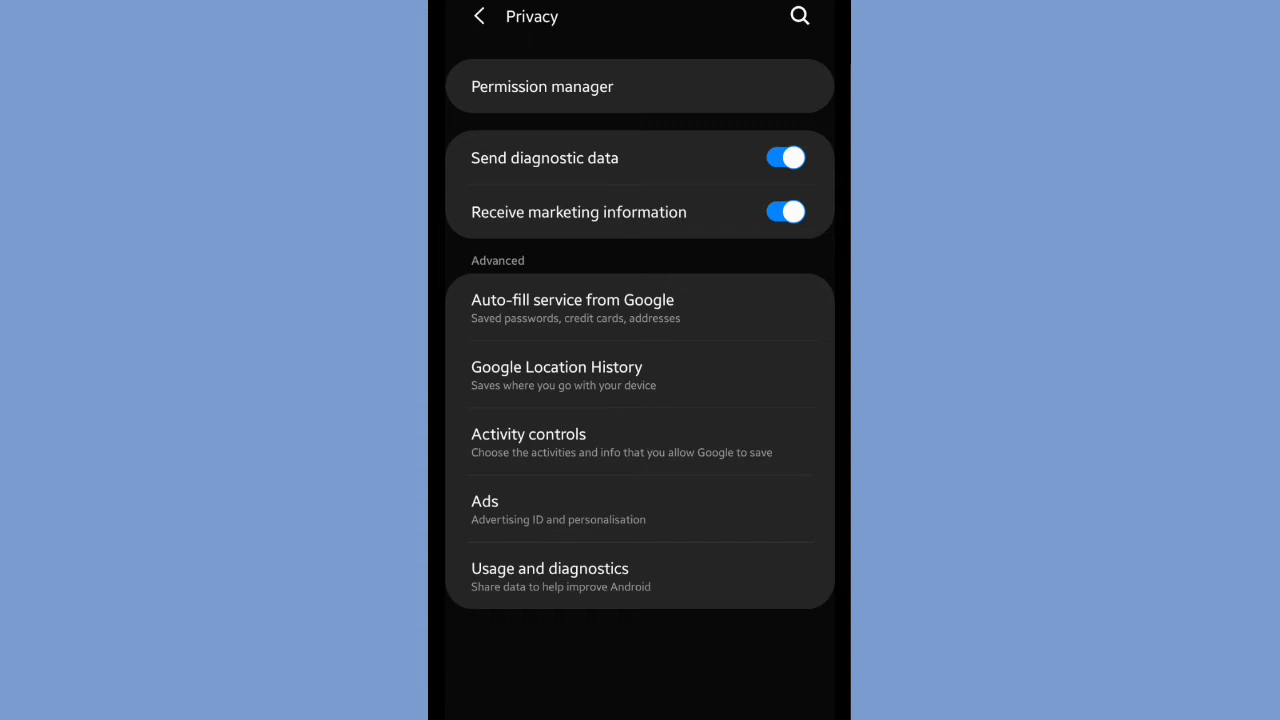 Privacy
Permission manager
Send diagnostic data
Receive marketing information
Advanced
Auto-fill service from Google
Saved passwords, credit cards, addresses
Google Location History
Saves where you go with your device
Activity controls
Choose the activities and info that you allow Google to save
Ads
Advertising ID and personalisation
Usage and diagnostics
Share data to help improve Android